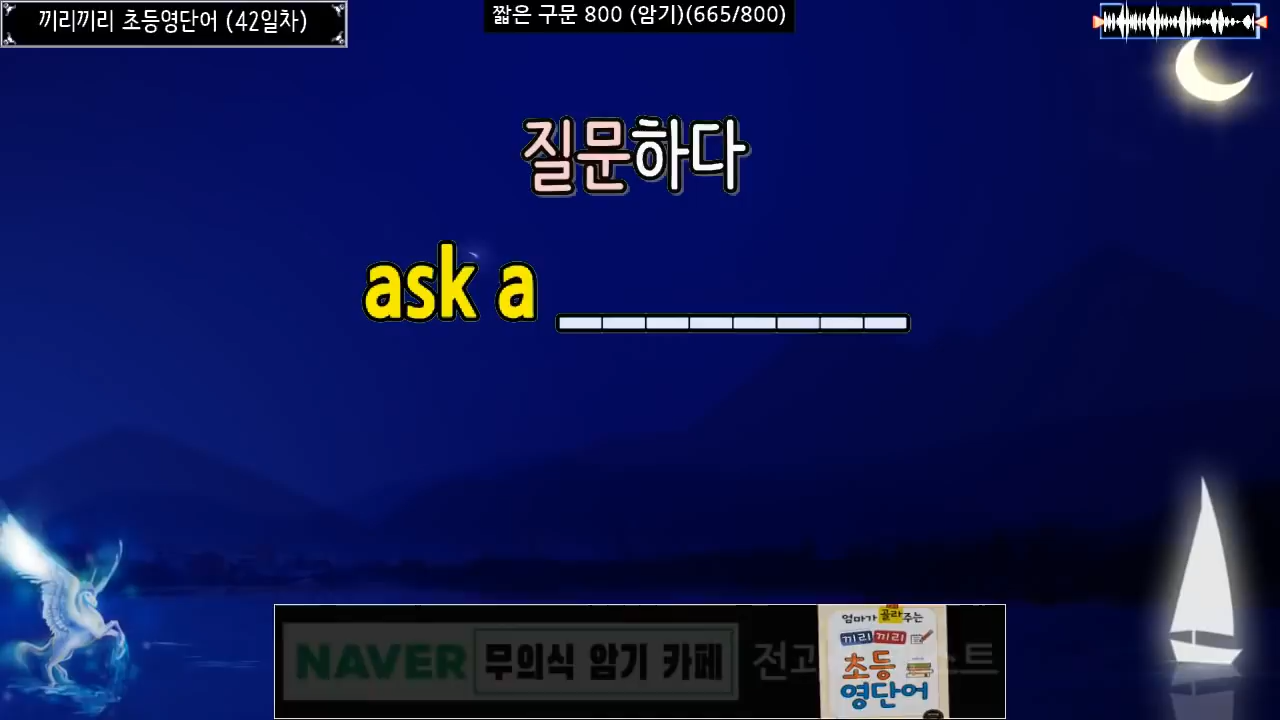 끼리끼리 초등영단어 (42일차)
짧은 구문 800 (암기)(665/800)
질문하다
ask a ________
NAVER 무의식 암기 카페
엄마가 골라주는
끼리끼리
초등
영단어